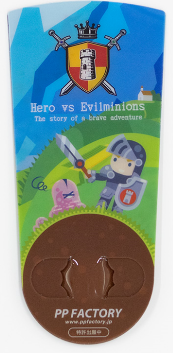 Hero vs Evilminions
The story of a brave adventure
PP FACTORY
www.ppfactory.jp
特許出願中